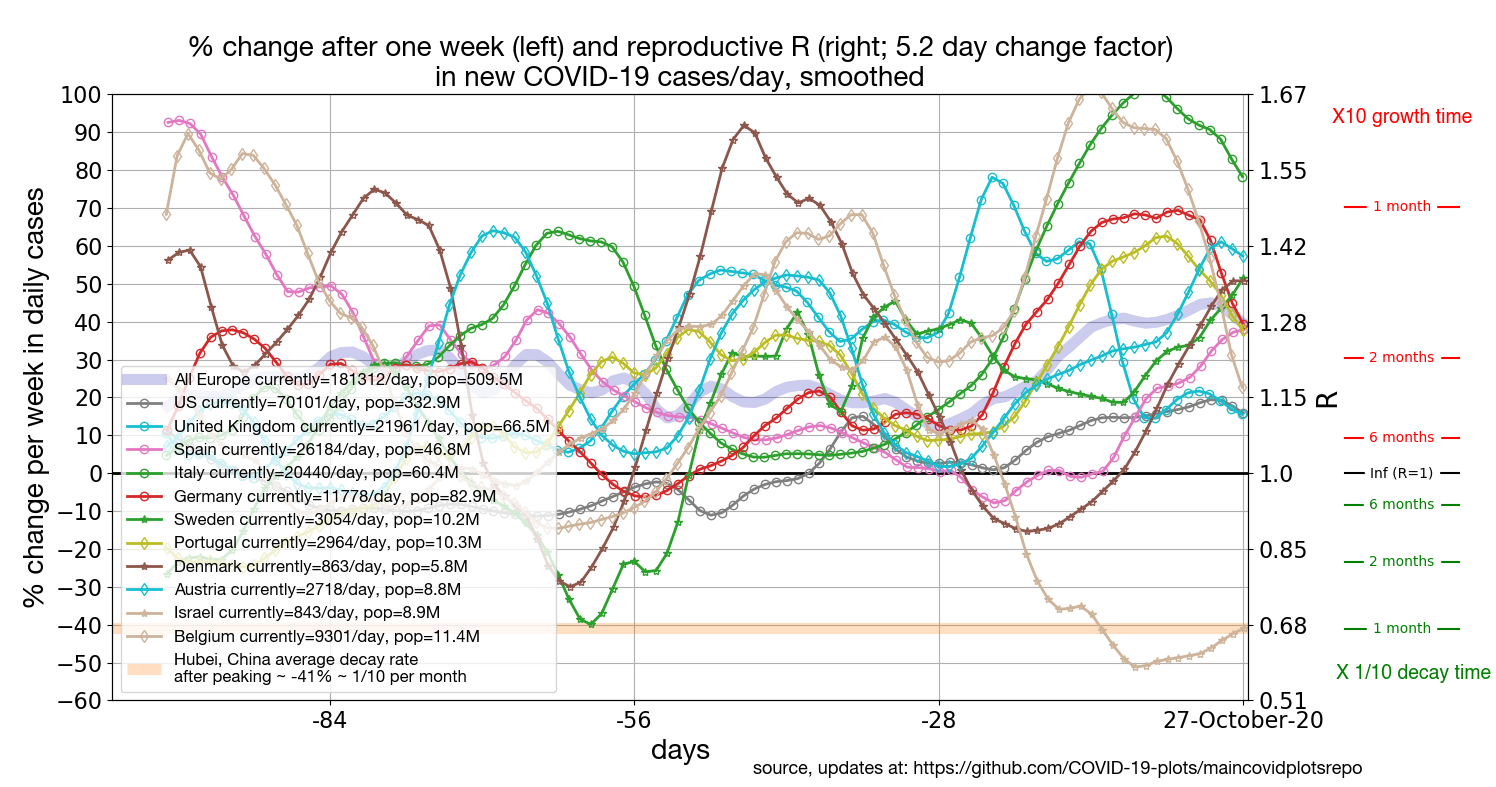 % change after one week (left) and reproductive R (right; 5.2 day change factor)
in new COVID-19 cases/day, smoothed
100
90
80
70
60
50
40
30
20
10
0
−10
−20
−30
−40
−50
−60
% change per week in daily cases
All Europe currently=181312/day, pop=509.5M
US currently=70101/day, pop=332.9M
United Kingdom currently=21961/day, pop=66.5M
Spain currently=26184/day, pop=46.8M
Italy currently=20440/day, pop=60.4M
Germany currently=11778/day, pop=82.9M
Sweden currently=3054/day, pop=10.2M
Portugal currently=2964/day, pop=10.3M
Denmark currently=863/day, pop=5.8M
Austria currently=2718/day, pop=8.8M
Israel currently=843/day, pop=8.9M
Belgium currently=9301/day, pop=11.4M
Hubei, China average decay rate
after peaking ~ -41% ~ 1/10 per month
1.67
1.55
1.42
1.28
1.15
1.0
0.85
0.68
0.51
R
X10 growth time
1 month
2 months
6 months
Inf (R=1)
6 months
2 months
1 month
X 1/10 decay time
-84
-56
-28
27-October-20
days
source, updates at: https://github.com/COVID-19-plots/maincovidplotsrepo